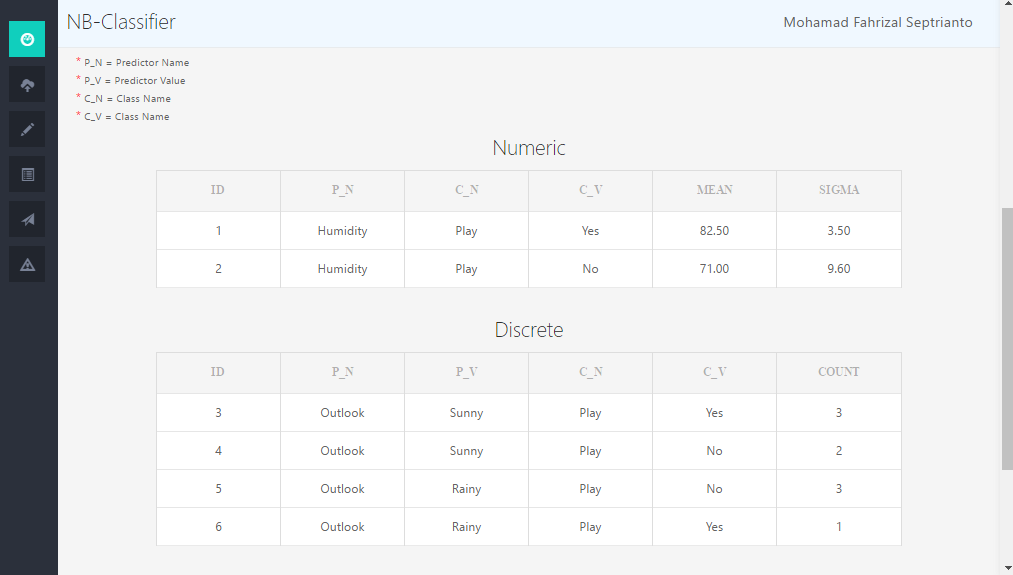 NB-Classifier
Mohamad Fahrizal Septrianto
* P_N = Predictor Name
* P_V = Predictor Value
* C_N = Class Name
* C_V = Class Name
Numeric
ID P_N C_N C_V MEAN SIGMA
1 Humidity Play Yes 82.50 3.50
2 Humidity Play No 71.00 9.60
Discrete
ID P_N P_V C_N C_V COUNT
3 Outlook Sunny Play Yes 3
4 Outlook Sunny Play No 2
5 Outlook Rainy Play No 3
6 Outlook Rainy Play Yes 1